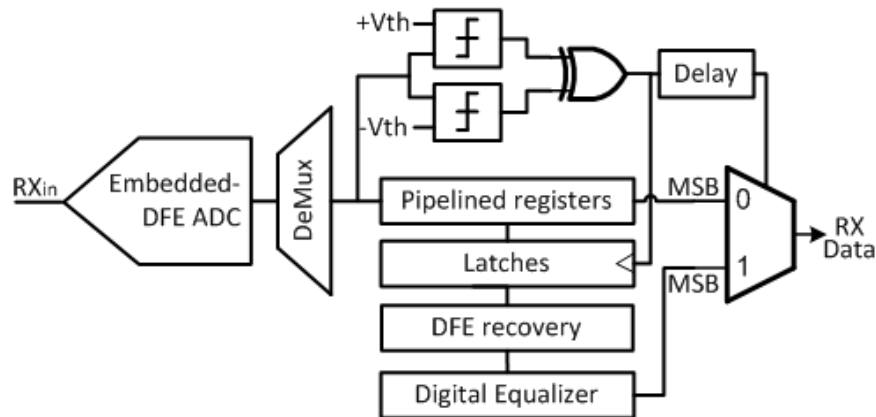 +Vth
-Vth
Delay
RXin
Embedded-
DFE ADC
DeMux
Pipelined registers
MSB
0
Latches
1
MSB
RX
Data
DFE recovery
Digital Equalizer